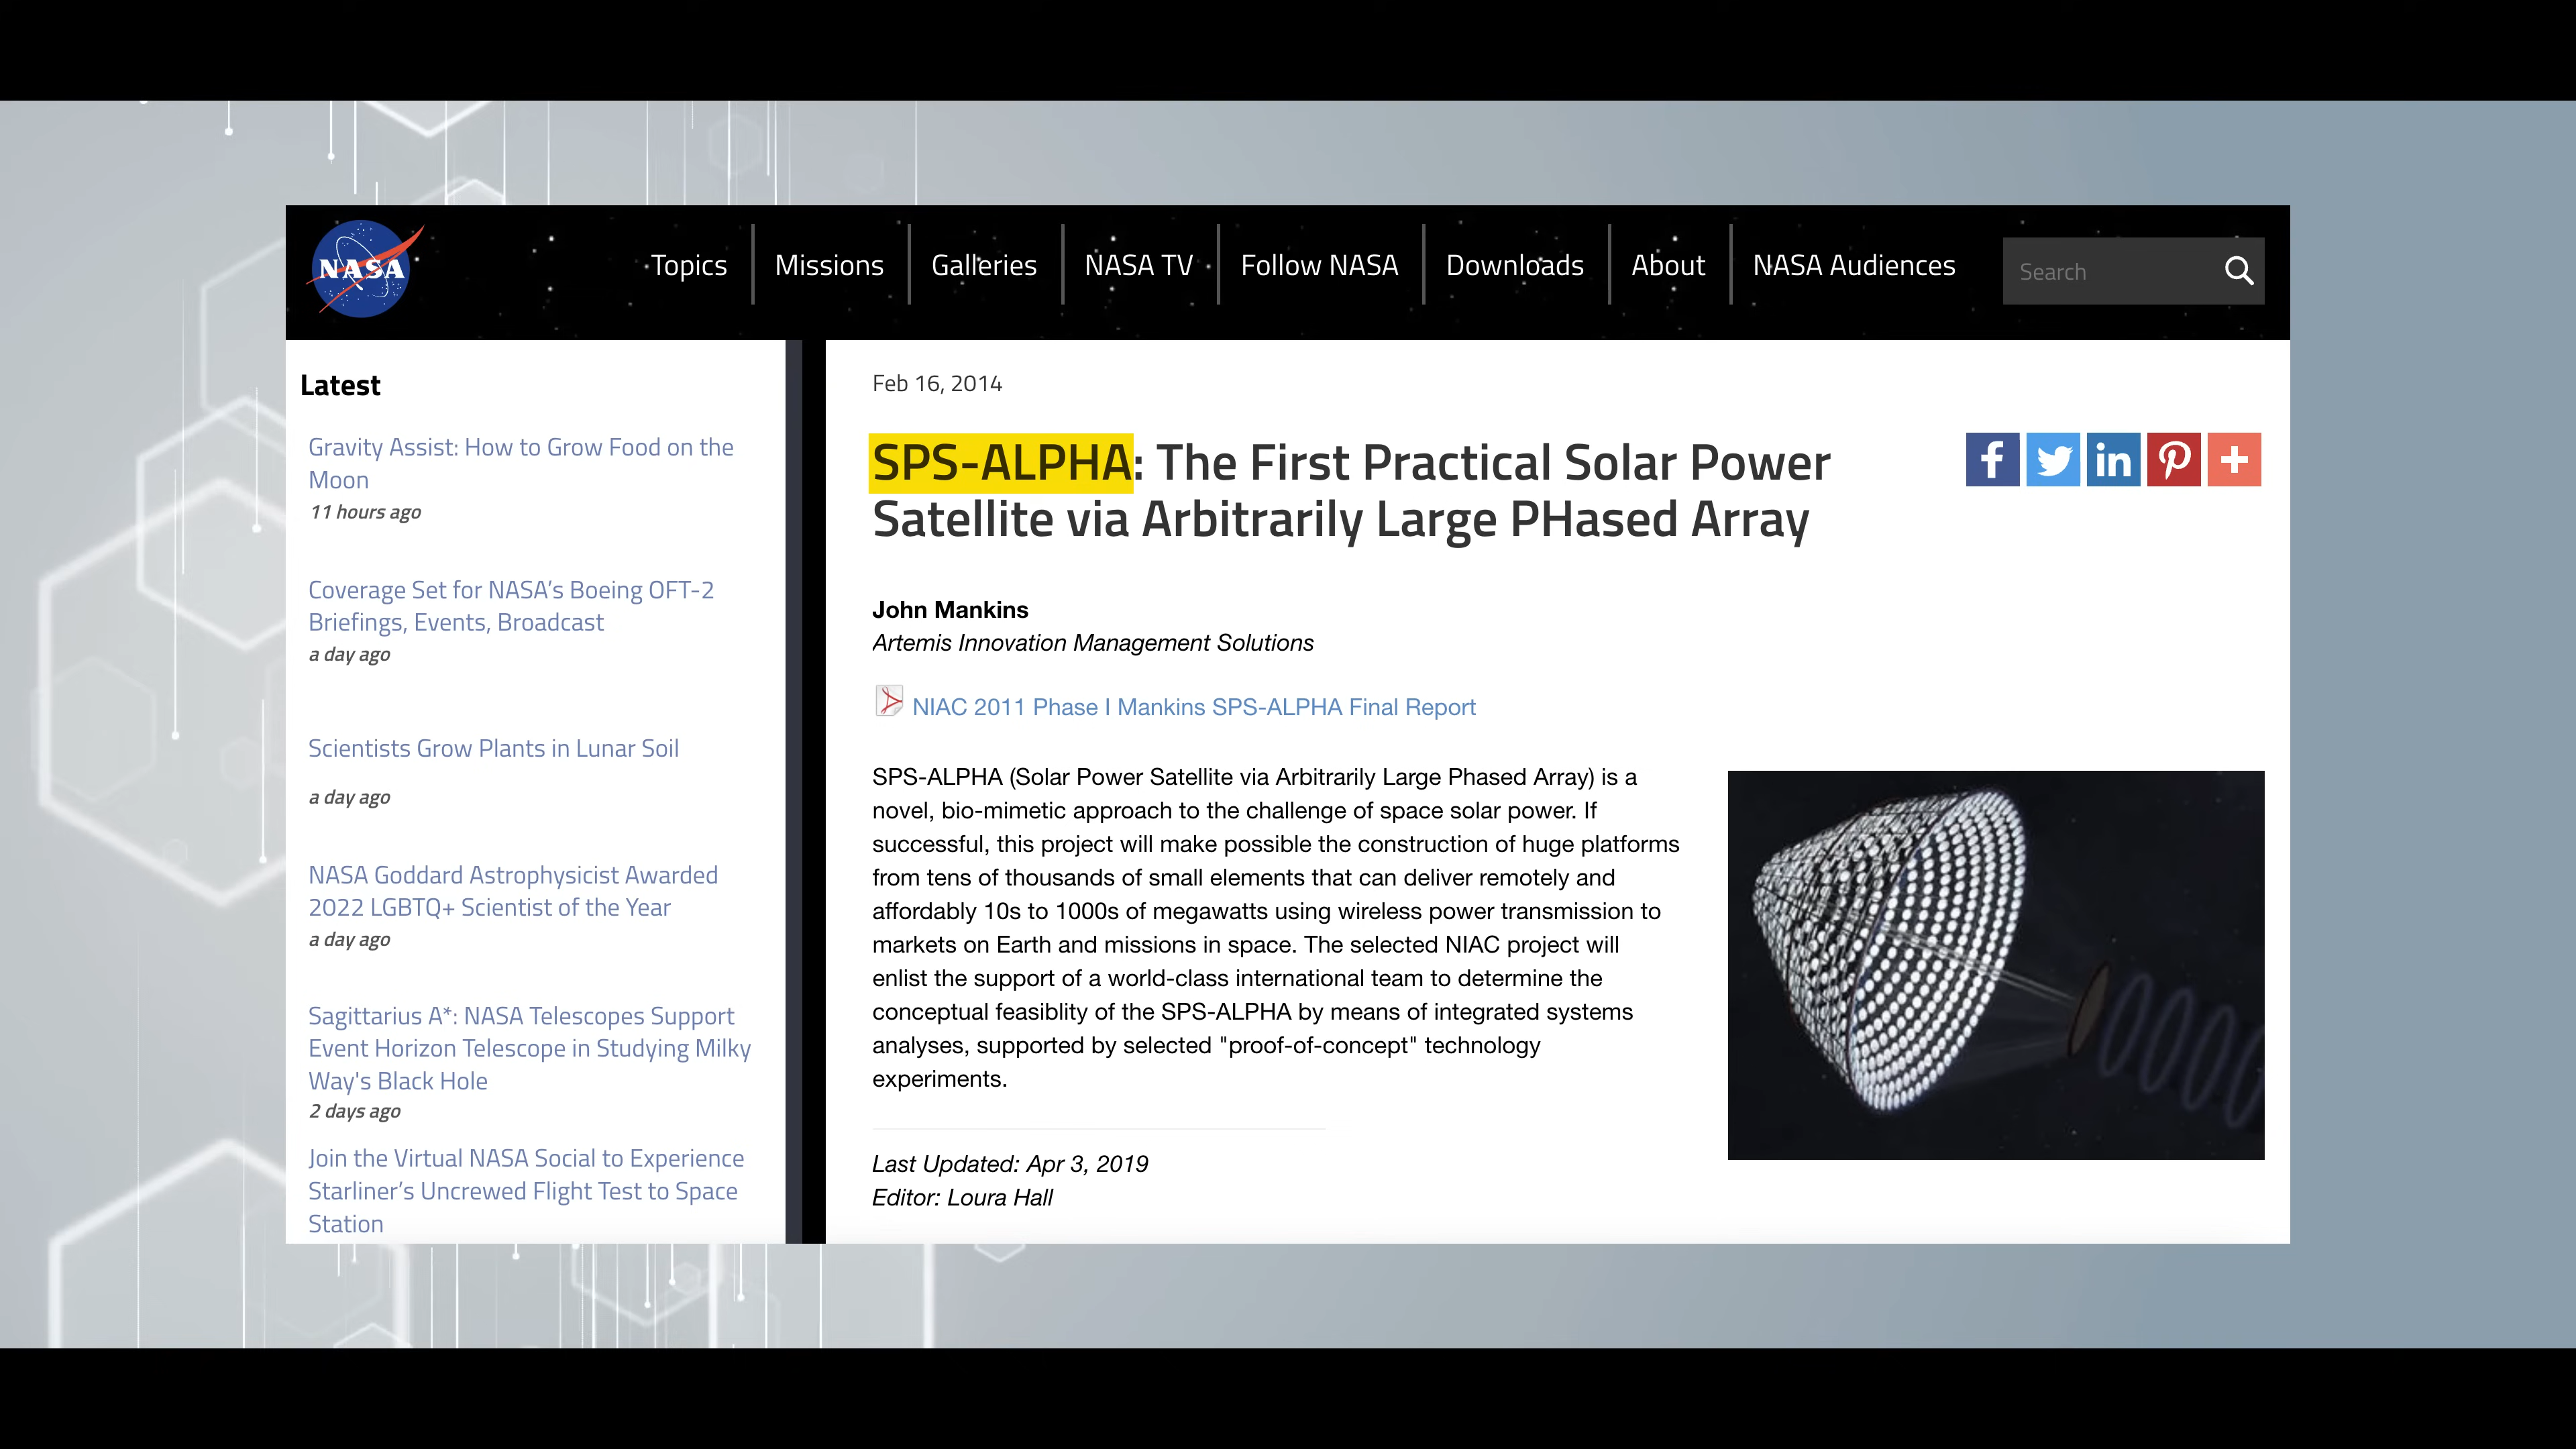 NASA
Topics
Missions
Galleries
NASA TV
Follow NASA
Downloads
About
NASA Audiences
Search
Latest
Gravity Assist: How to Grow Food on the
Moon
11 hours ago
Coverage Set for NASA’s Boeing OFT-2
Briefings, Events, Broadcast
a day ago
Scientists Grow Plants in Lunar Soil
a day ago
NASA Goddard Astrophysicist Awarded
2022 LGBTQ+ Scientist of the Year
a day ago
Sagittarius A*: NASA Telescopes Support
Event Horizon Telescope in Studying Milky
Way's Black Hole
2 days ago
Join the Virtual NASA Social to Experience
Starliner’s Uncrewed Flight Test to Space
Station
Feb 16, 2014
SPS-ALPHA: The First Practical Solar Power
Satellite via Arbitrarily Large PHased Array
John Mankins
Artemis Innovation Management Solutions
NIAC 2011 Phase I Mankins SPS-ALPHA Final Report
SPS-ALPHA (Solar Power Satellite via Arbitrarily Large Phased Array) is a
novel, bio-mimetic approach to the challenge of space solar power. If
successful, this project will make possible the construction of huge platforms
from tens of thousands of small elements that can deliver remotely and
affordably 10s to 1000s of megawatts using wireless power transmission to
markets on Earth and missions in space. The selected NIAC project will
enlist the support of a world-class international team to determine the
conceptual feasiblity of the SPS-ALPHA by means of integrated systems
analyses, supported by selected "proof-of-concept" technology
experiments.
Last Updated: Apr 3, 2019
Editor: Loura Hall